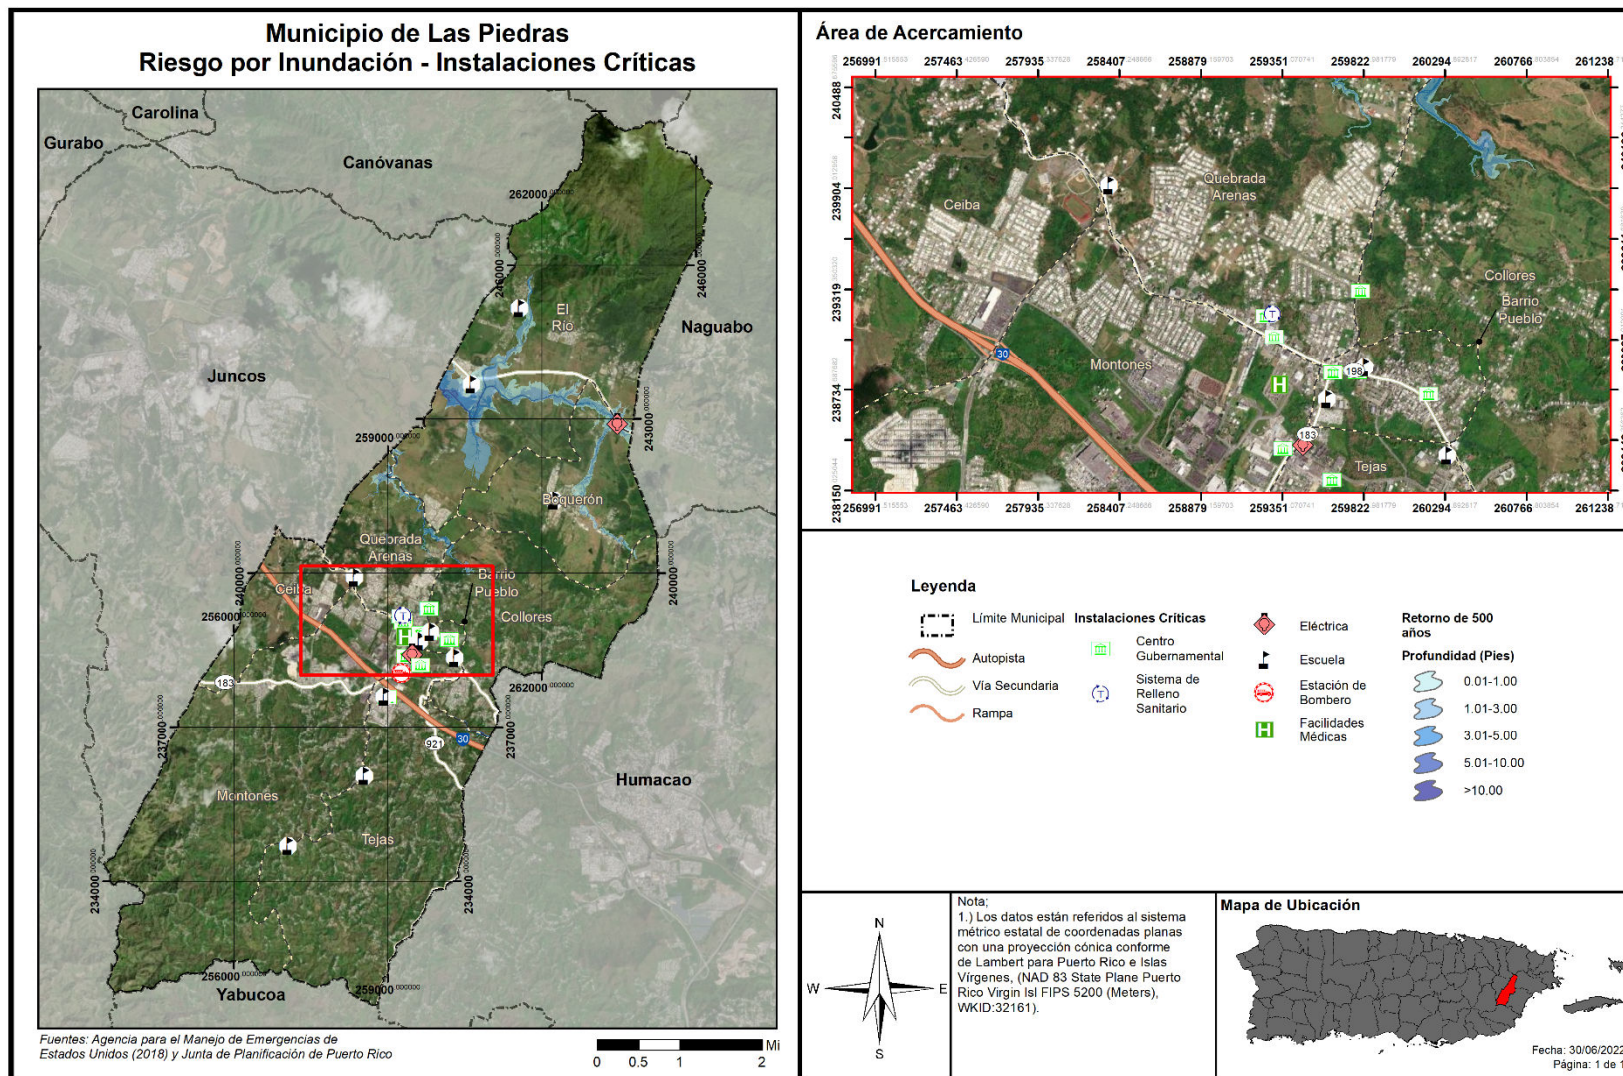 Municipio de Las Piedras
Riesgo por Inundación - Instalaciones Críticas
Carolina
Gurabo
Canóvanas
262000
246000
246000
El
Río
Naguabo
Juncos
243000
259000
Boquerón
Quebrada
Arenas
Ceiba
Barrio
Pueblo
Collores
240000
240000
256000
183
262000
237000
237000
921
30
Humacao
Montones
Tejas
234000
234000
256000
259000
Yabucoa
Fuentes: Agencia para el Manejo de Emergencias de
Estados Unidos (2018) y Junta de Planificación de Puerto Rico
0 0.5 1 2 Mi
Área de Acercamiento
256991 257463 257935 258407 258879 259351 259822 260294 260766 261238
240488
239904
239319
238734
238150
Quebrada
Arenas
Ceiba
Collores
Barrio
Pueblo
30
Montones
198
183
Tejas
256991 257463 257935 258407 258879 259351 259822 260294 260766 261238
Leyenda
Límite Municipal
Autopista
Vía Secundaria
Rampa
Instalaciones Críticas
Centro
Gubernamental
Sistema de
Relleno
Sanitario
Eléctrica
Escuela
Estación de
Bombero
Facilidades
Médicas
Retorno de 500
años
Profundidad (Pies)
0.01-1.00
1.01-3.00
3.01-5.00
5.01-10.00
>10.00
N
W E
S
Nota;
1.) Los datos están referidos al sistema
métrico estatal de coordenadas planas
con una proyección cónica conforme
de Lambert para Puerto Rico e Islas
Vírgenes, (NAD 83 State Plane Puerto
Rico Virgin Isl FIPS 5200 (Meters),
WKID:32161).
Mapa de Ubicación
Fecha: 30/06/2022
Página: 1 de 1